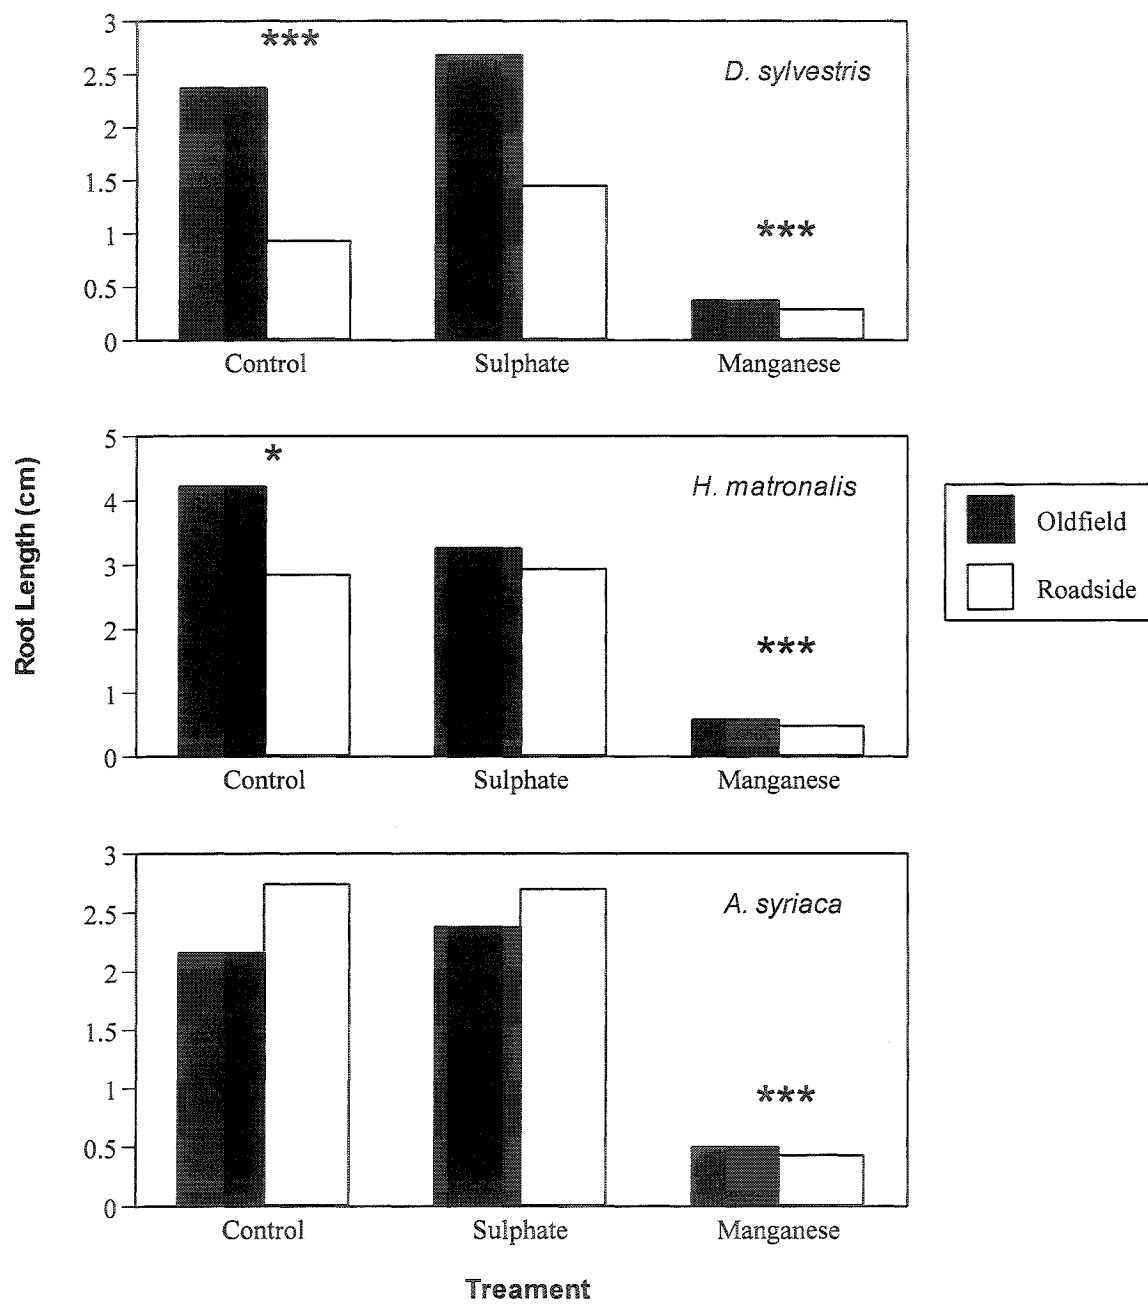 3
2.5
2
1.5
1
0.5
0
***
***
D. sylvestris
Control Sulphate Manganese
Root Length (cm)
5
4
3
2
1
0
*
***
H. matronalis
Control Sulphate Manganese
Oldfield
Roadside
3
2.5
2
1.5
1
0.5
0
***
A. syriaca
Control Sulphate Manganese
Treament